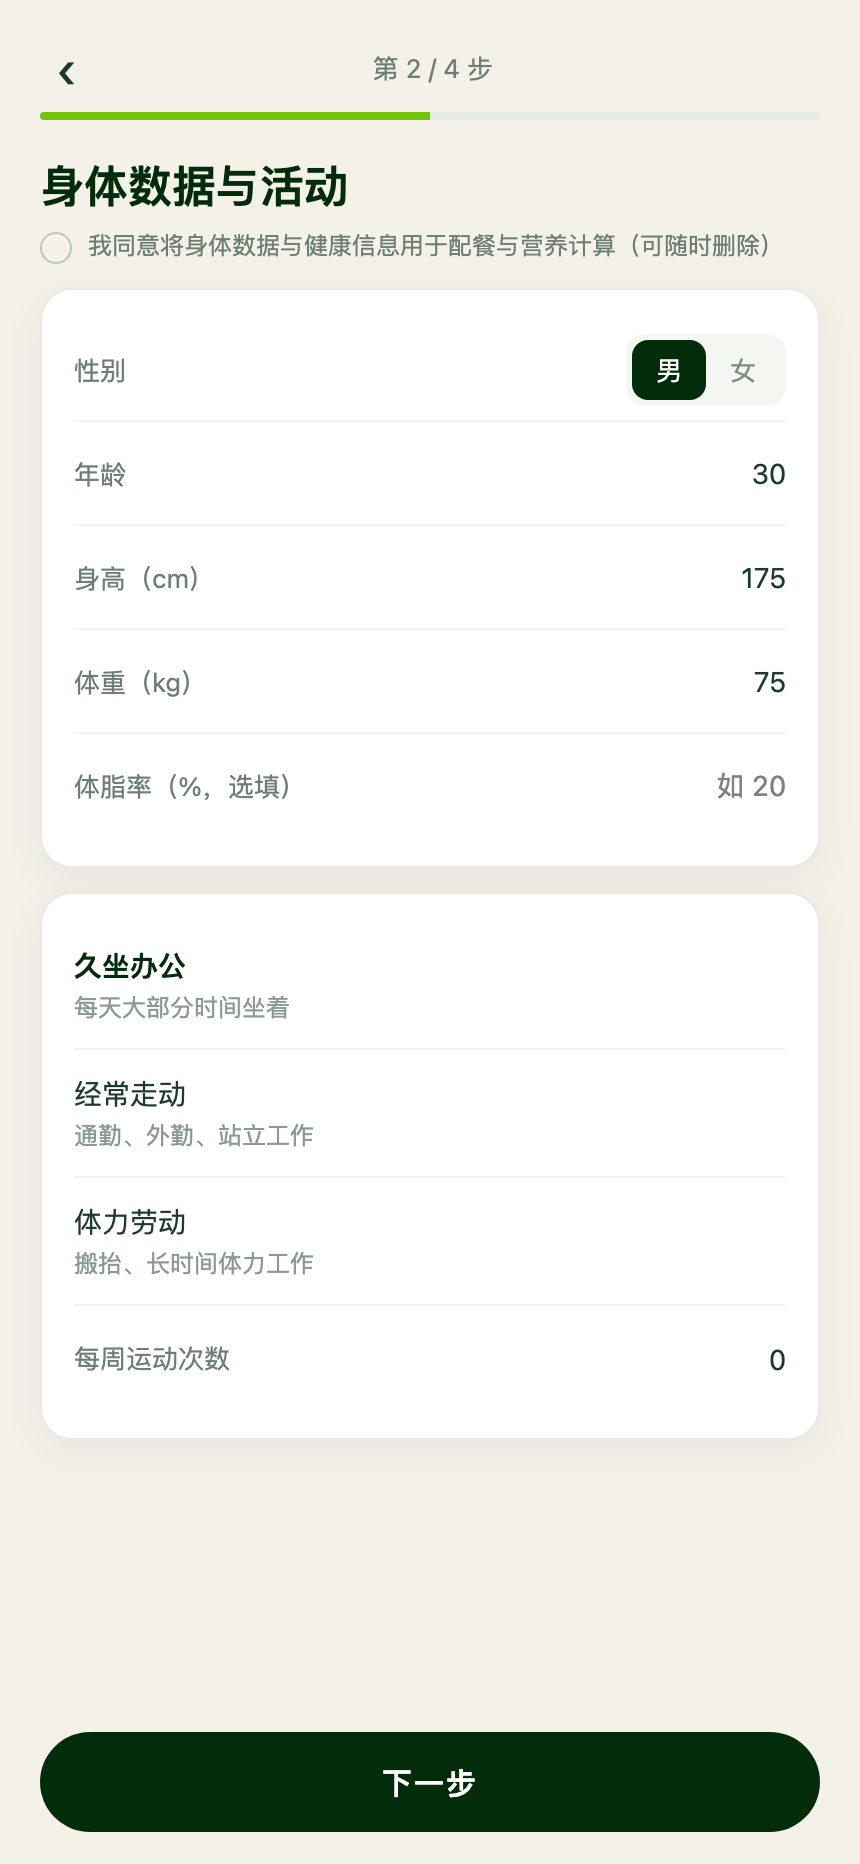 第 2 / 4 步
身体数据与活动
我同意将身体数据与健康信息用于配餐与营养计算（可随时删除）
性别 男 女
年龄 30
身高（cm） 175
体重（kg） 75
体脂率（%，选填） 如 20
久坐办公
每天大部分时间坐着
经常走动
通勤、外勤、站立工作
体力劳动
搬抬、长时间体力工作
每周运动次数 0
下一步